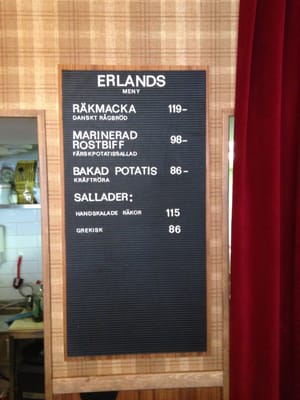 ERLANDS
MENY
RÄKMACKA 119-
DANSKT RÅGBRÖD
MARINERAD
ROSTBIFF 98-
FÄRSKPOTATISSALLAD
BAKAD POTATIS 86-
KRÄFTRÖRA
SALLADER:
HANDSKALADE RÄKOR 115
GREKISK 86